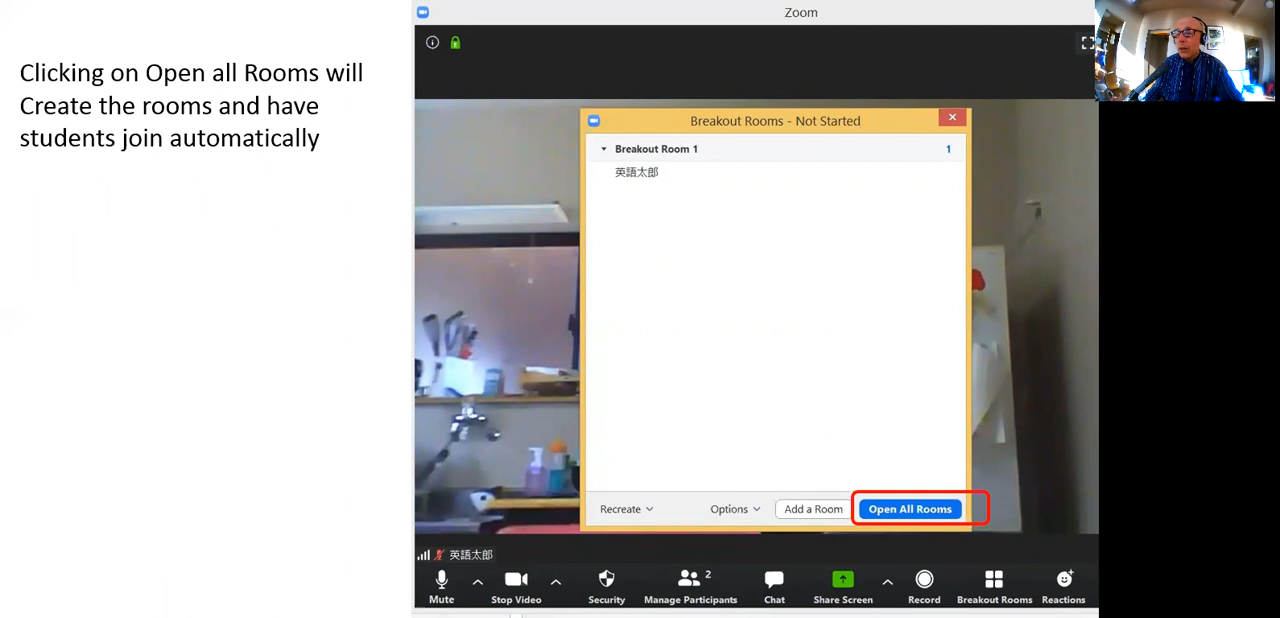 Clicking on Open all Rooms will
Create the rooms and have
students join automatically
Zoom
Breakout Rooms - Not Started
Breakout Room 1 1
英語太郎
Recreate Options Add a Room Open All Rooms
英語太郎
2
Mute Stop Video Security Manage Participants Chat Share Screen Record Breakout Rooms Reactions